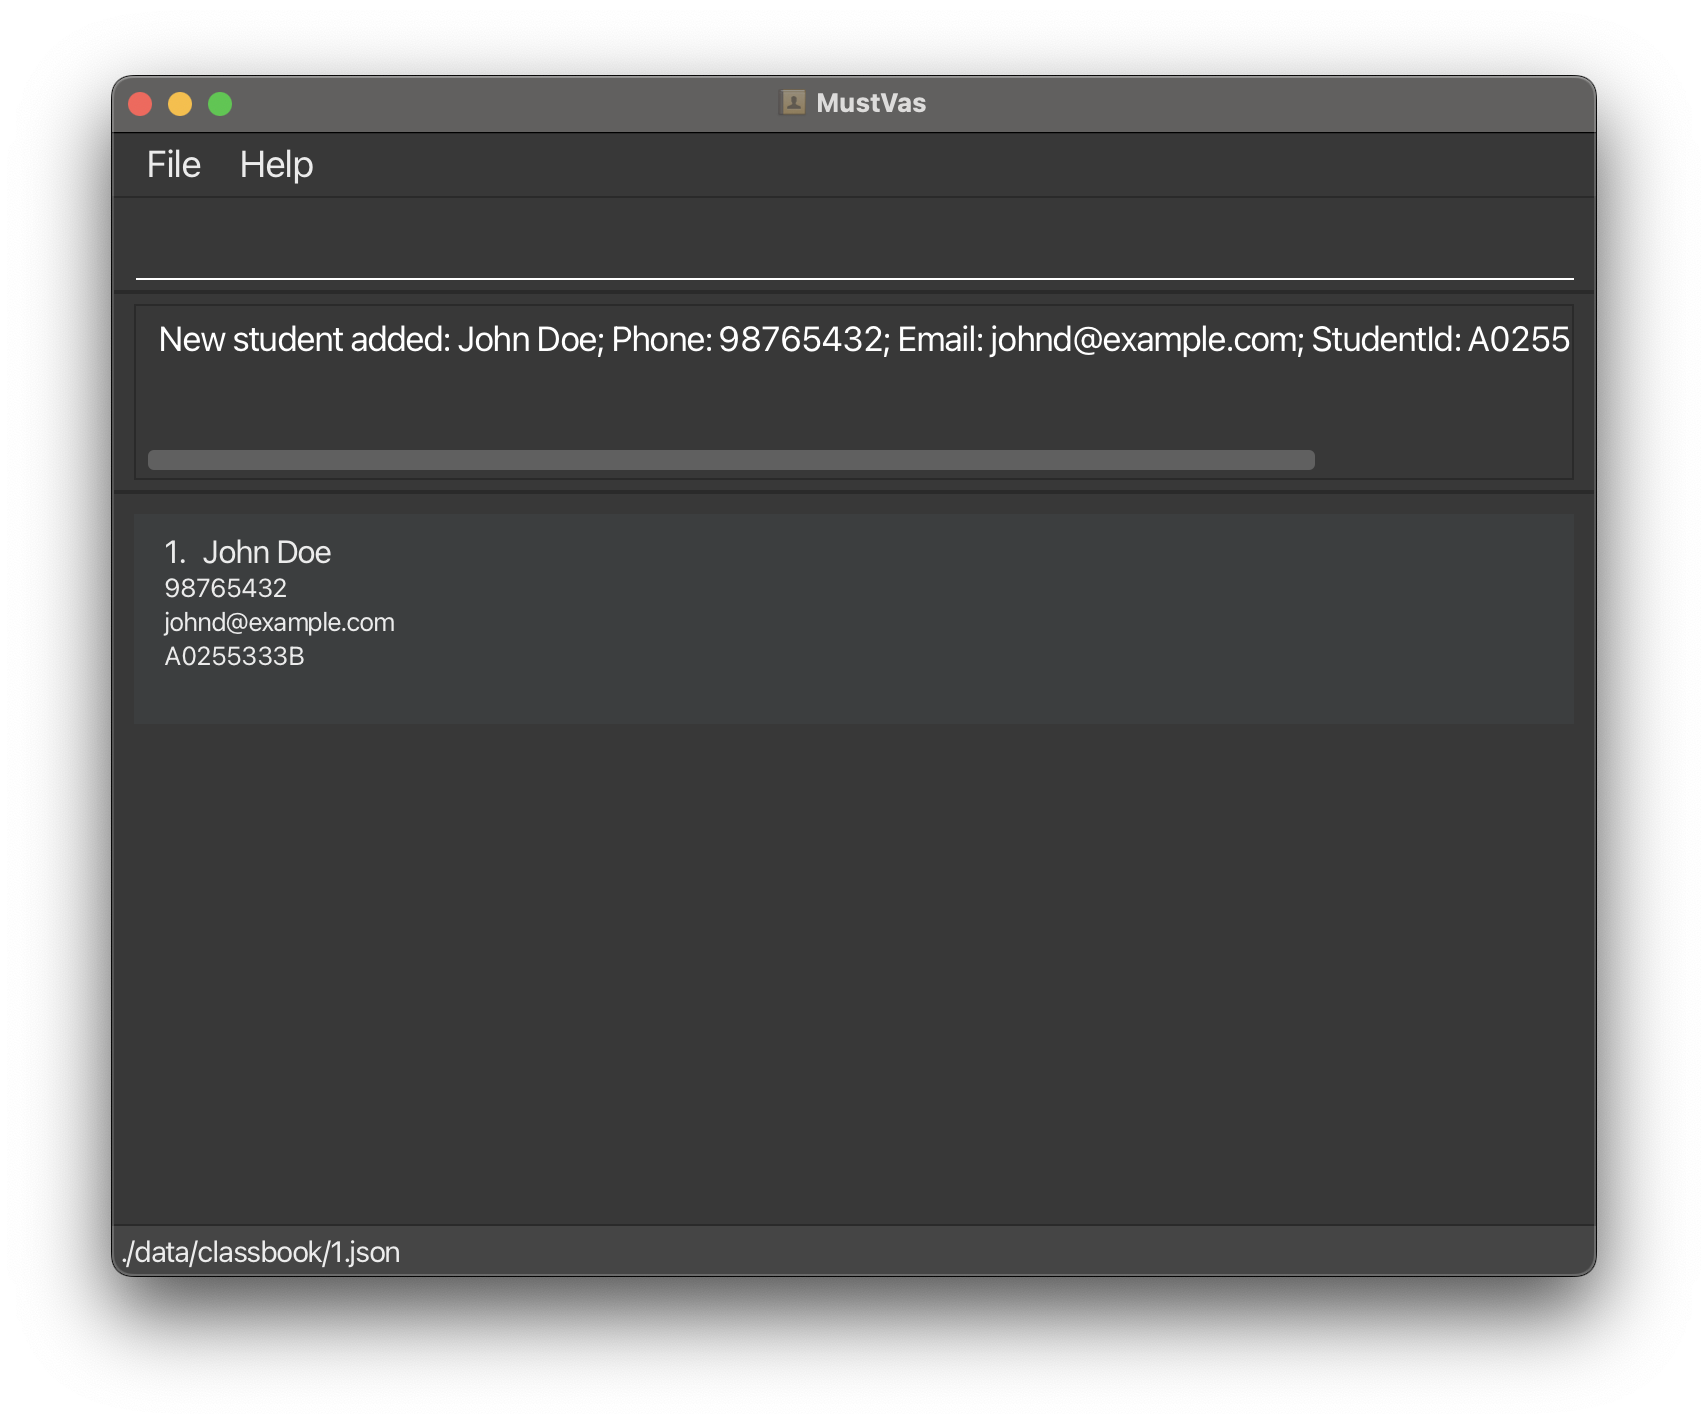 MustVas
File Help
New student added: John Doe; Phone: 98765432; Email: johnd@example.com; StudentId: A0255
1. John Doe
98765432
johnd@example.com
A0255333B
./data/classbook/1.json